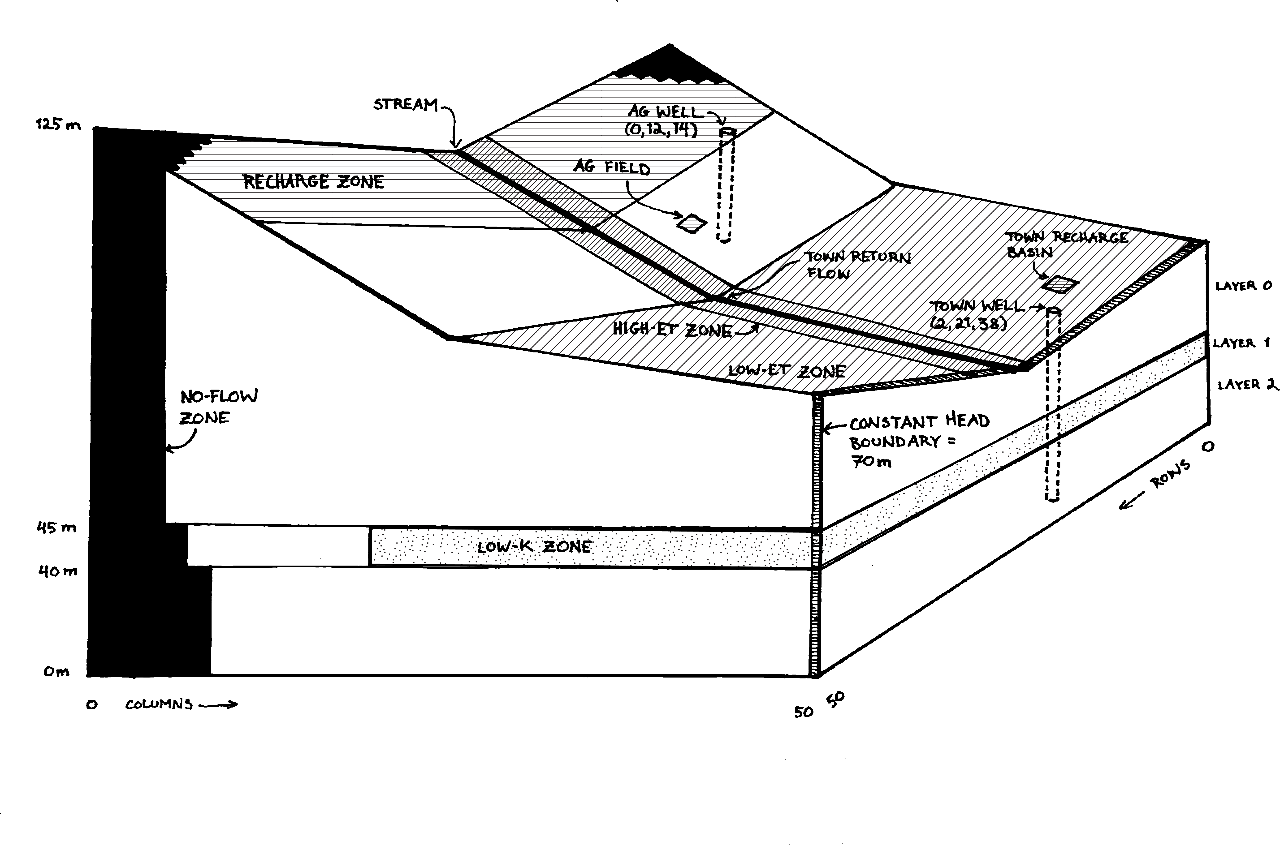 125 m
STREAM
AG WELL
(0,12,14)
AG FIELD
RECHARGE ZONE
TOWN RECHARGE
BASIN
TOWN RETURN
FLOW
LAYER 0
TOWN WELL
(2,21,38)
HIGH-ET ZONE
LAYER 1
LOW-ET ZONE
LAYER 2
NO-FLOW
ZONE
CONSTANT HEAD
BOUNDARY =
70m
0
ROWS
45 m
LOW-K ZONE
40 m
0m
0 COLUMNS
50 50